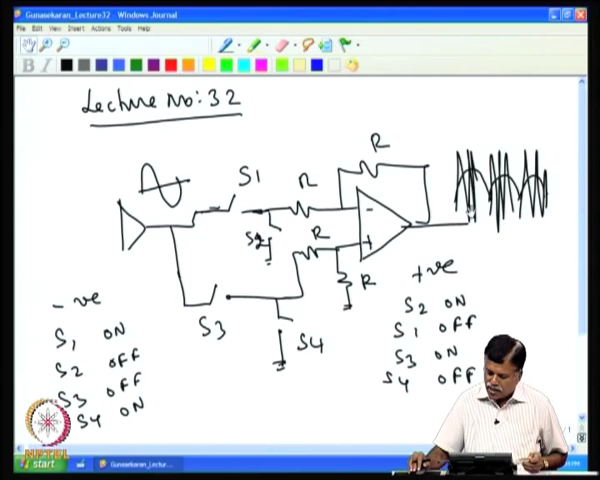 Gunasekaran_Lecture32 - Windows Journal
File Edit View Insert Actions Tools Help
B I
Lecture No: 32
R
S1
R
-
S2
R
+
R
S3
S4
- ve
S1 ON
S2 OFF
S3 OFF
S4 ON
+ve
S2 ON
S1 OFF
S3 ON
S4 OFF
NPTEL
start
Gunasekaran_Lectur...